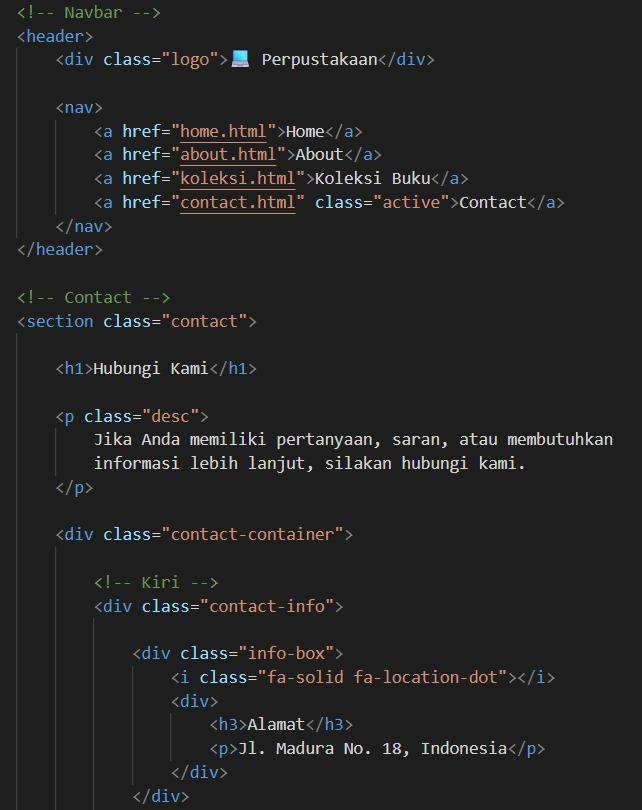 <!-- Navbar -->
<header>
    <div class="logo">💻 Perpustakaan</div>

    <nav>
        <a href="home.html">Home</a>
        <a href="about.html">About</a>
        <a href="koleksi.html">Koleksi Buku</a>
        <a href="contact.html" class="active">Contact</a>
    </nav>
</header>

<!-- Contact -->
<section class="contact">

    <h1>Hubungi Kami</h1>

    <p class="desc">
        Jika Anda memiliki pertanyaan, saran, atau membutuhkan
        informasi lebih lanjut, silakan hubungi kami.
    </p>

    <div class="contact-container">

        <!-- Kiri -->
        <div class="contact-info">

            <div class="info-box">
                <i class="fa-solid fa-location-dot"></i>
                <div>
                    <h3>Alamat</h3>
                    <p>Jl. Madura No. 18, Indonesia</p>
                </div>
            </div>